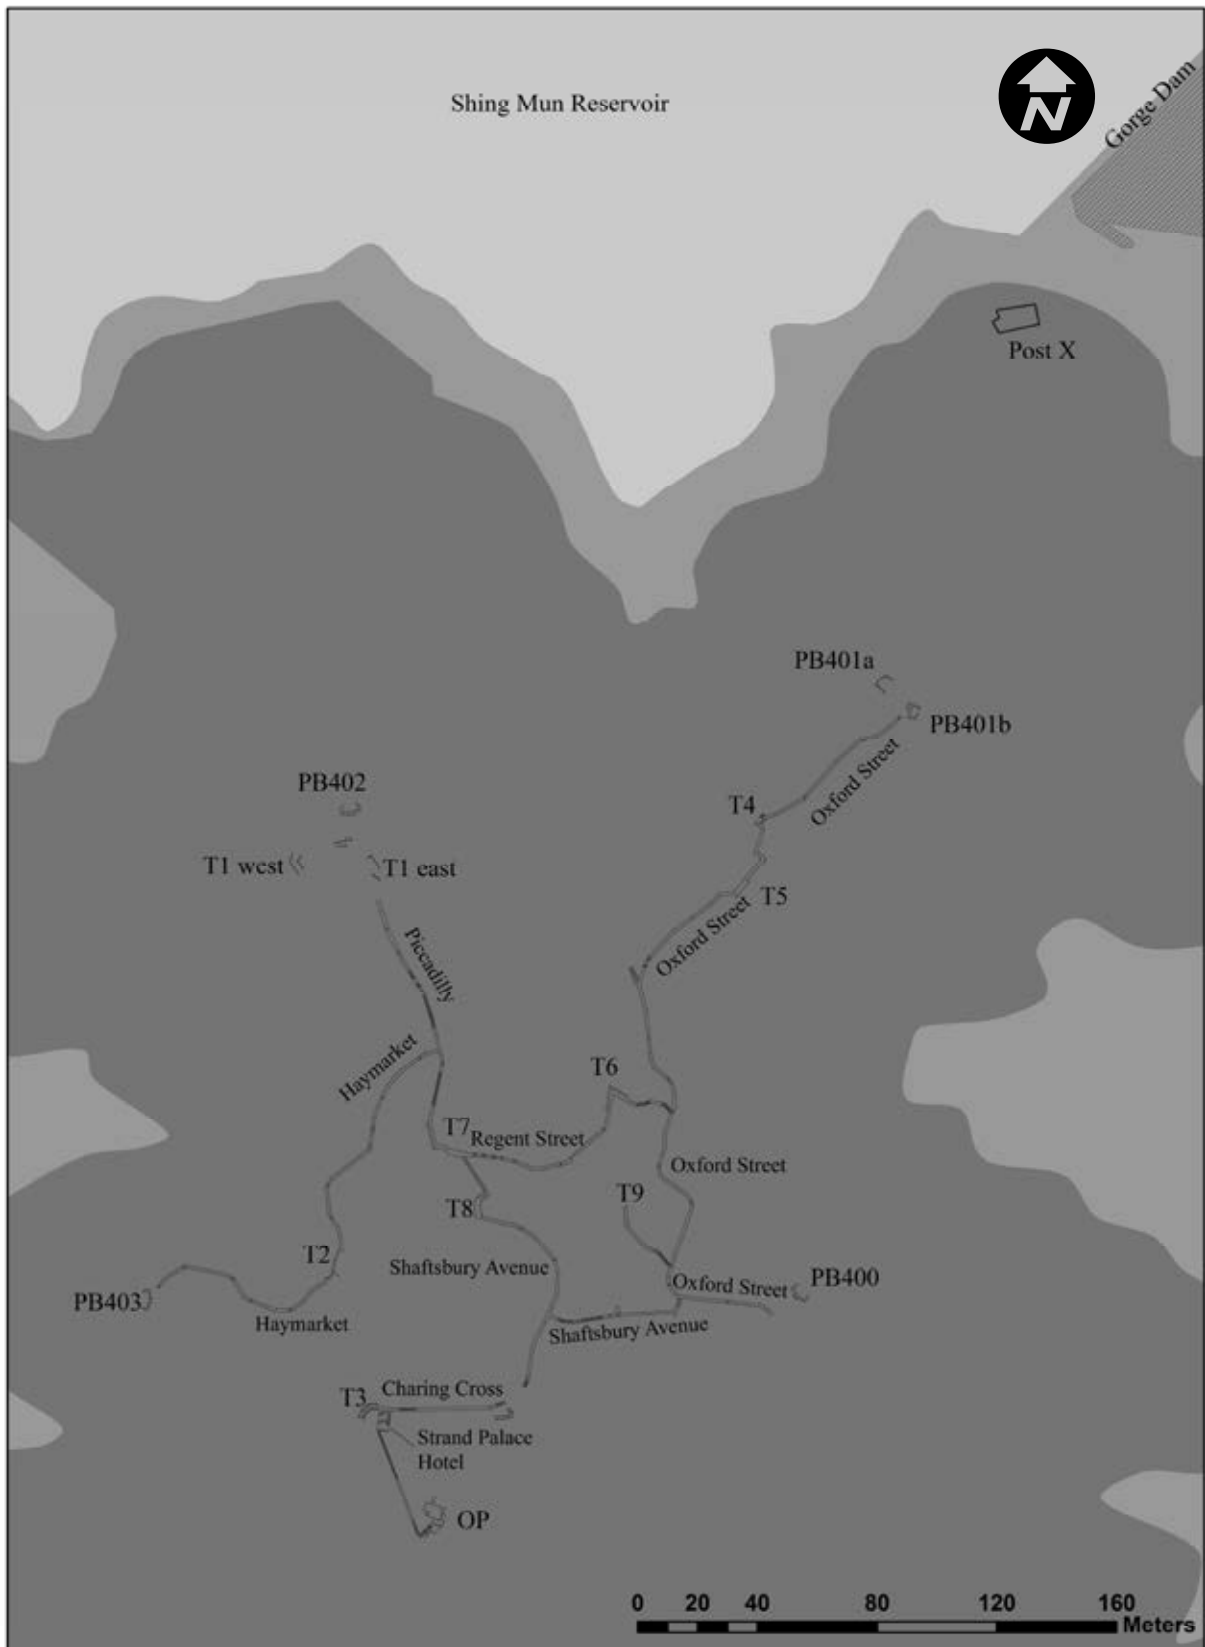 N
Gorge Dam
Shing Mun Reservoir
Post X
PB401a
PB401b
Oxford Street
PB402
T4
T1 west
T1 east
T5
Oxford Street
Piccadilly
Haymarket
T6
T7
Regent Street
Oxford Street
T9
T8
T2
Shaftsbury Avenue
Oxford Street
PB400
PB403
Haymarket
Shaftsbury Avenue
T3
Charing Cross
Strand Palace
Hotel
OP
0 20 40 80 120 160
Meters